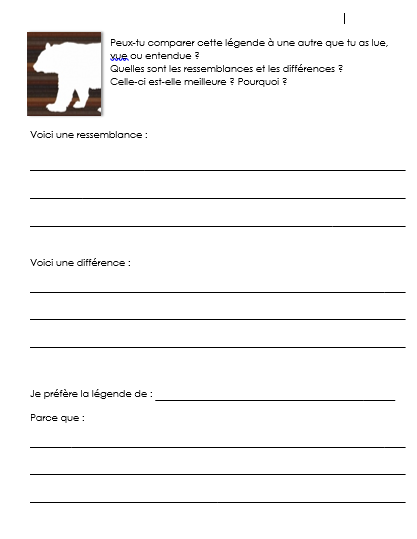 Peux-tu comparer cette légende à une autre que tu as lue,
vue ou entendue ?
Quelles sont les ressemblances et les différences ?
Celle-ci est-elle meilleure ? Pourquoi ?
Voici une ressemblance :
Voici une différence :
Je préfère la légende de :
Parce que :